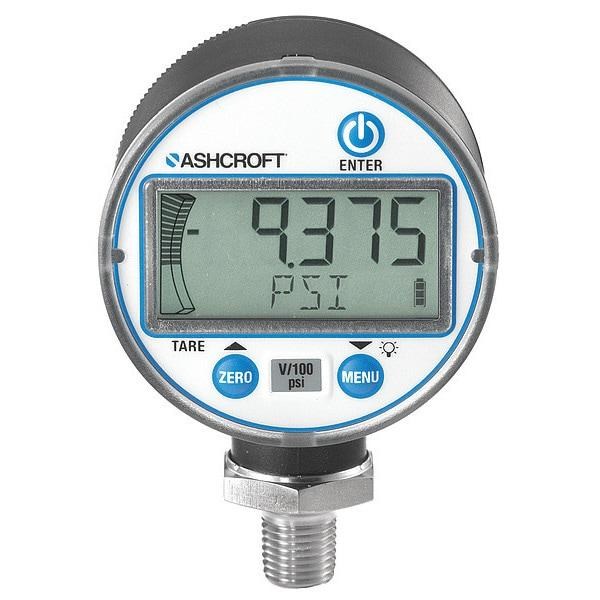 ASHCROFT
ENTER
- 9.375
PSI
TARE
ZERO
V/100
psi
MENU